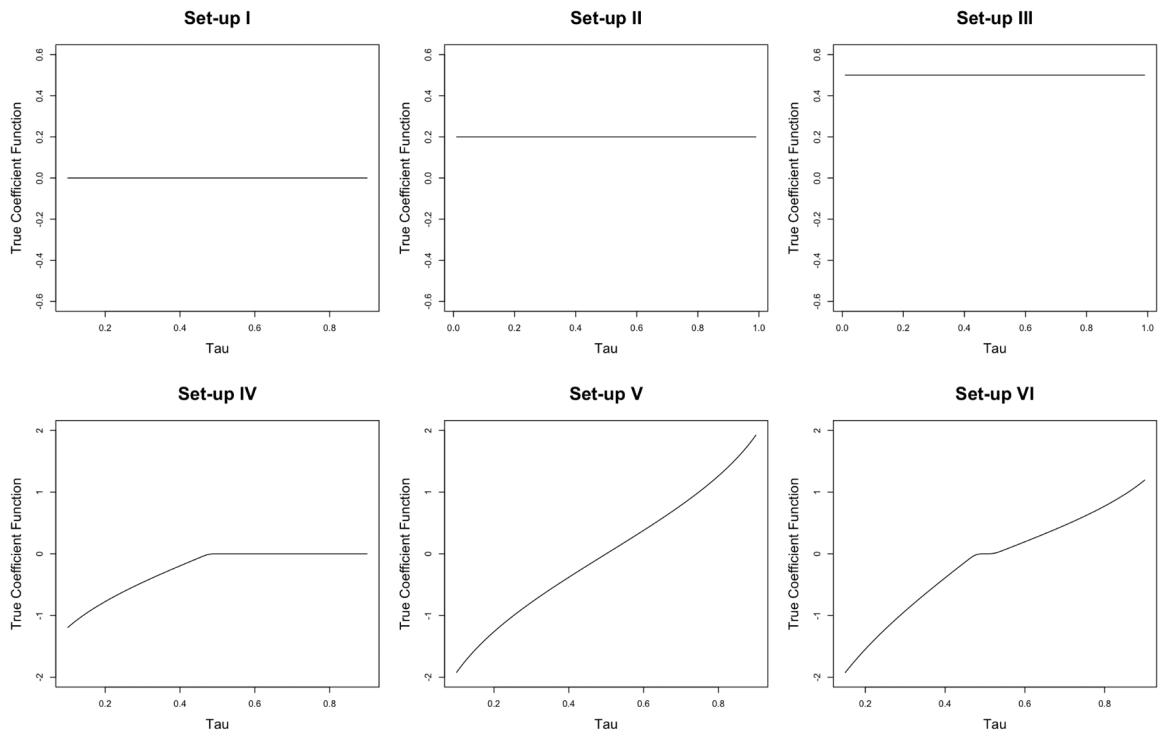 Set-up I
True Coefficient Function
0.6
0.4
0.2
0.0
-0.2
-0.4
-0.6
0.2 0.4 0.6 0.8
Tau
Set-up II
True Coefficient Function
0.6
0.4
0.2
0.0
-0.2
-0.4
-0.6
0.0 0.2 0.4 0.6 0.8 1.0
Tau
Set-up III
True Coefficient Function
0.6
0.4
0.2
0.0
-0.2
-0.4
-0.6
0.0 0.2 0.4 0.6 0.8 1.0
Tau
Set-up IV
True Coefficient Function
2
1
0
-1
-2
0.2 0.4 0.6 0.8
Tau
Set-up V
True Coefficient Function
2
1
0
-1
-2
0.2 0.4 0.6 0.8
Tau
Set-up VI
True Coefficient Function
2
1
0
-1
-2
0.2 0.4 0.6 0.8
Tau